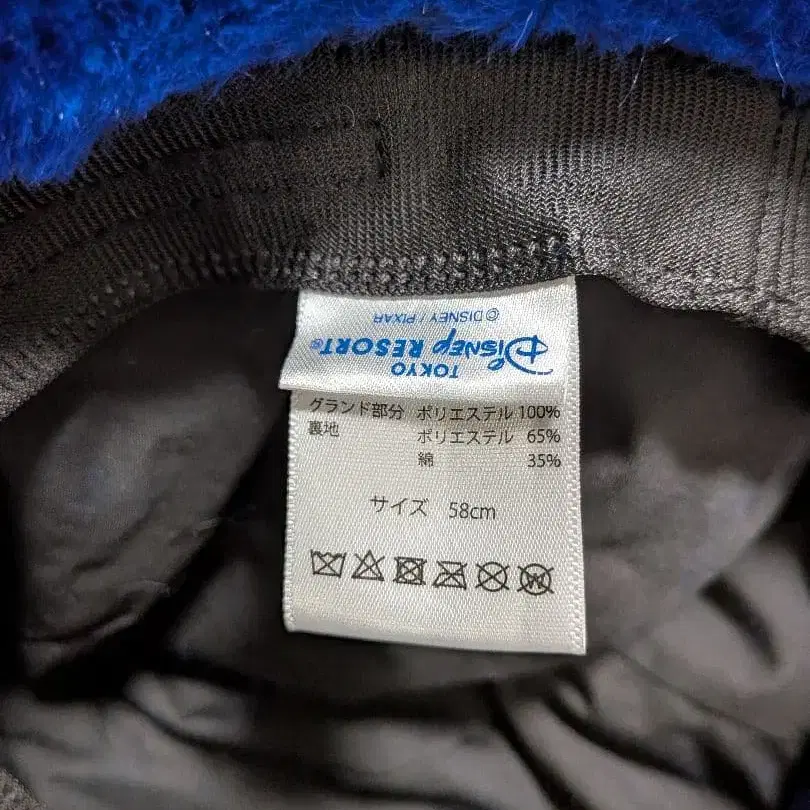 © DISNEY / PIXAR
Disney
TOKYO RESORT®
グランド部分 ポリエステル 100%
裏地 ポリエステル 65%
綿 35%
サイズ 58cm
W